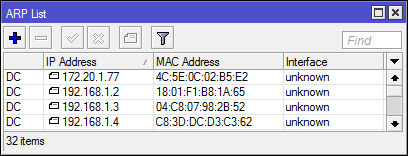 ARP List
Find
IP Address MAC Address Interface
DC 172.20.1.77 4C:5E:0C:02:B5:E2 unknown
DC 192.168.1.2 18:01:F1:B8:1A:65 unknown
DC 192.168.1.3 04:C8:07:98:2B:52 unknown
DC 192.168.1.4 C8:3D:DC:D3:C3:62 unknown
32 items